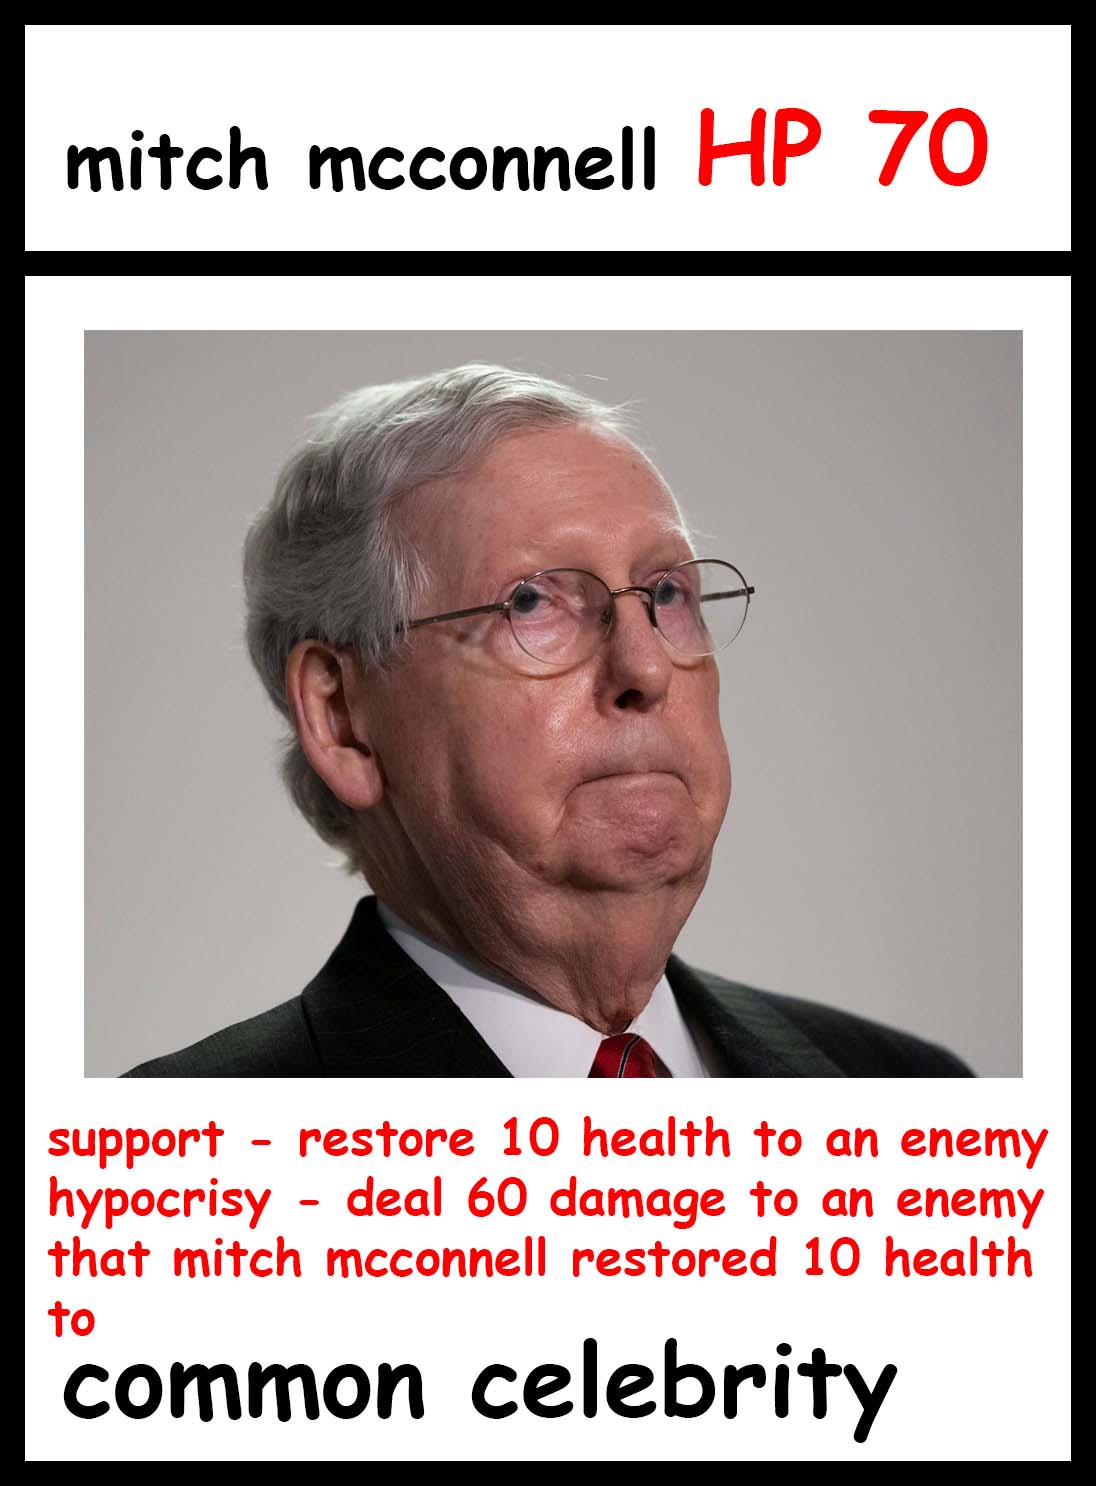 mitch mcconnell HP 70
support - restore 10 health to an enemy
hypocrisy - deal 60 damage to an enemy
that mitch mcconnell restored 10 health
to
common celebrity